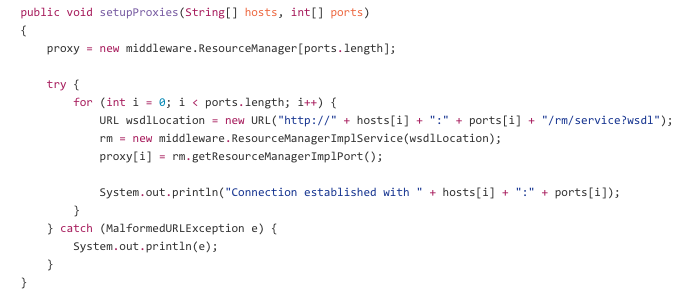 public void setupProxies(String[] hosts, int[] ports)
{
    proxy = new middleware.ResourceManager[ports.length];

    try {
        for (int i = 0; i < ports.length; i++) {
            URL wsdlLocation = new URL("http://" + hosts[i] + ":" + ports[i] + "/rm/service?wsdl");
            rm = new middleware.ResourceManagerImplService(wsdlLocation);
            proxy[i] = rm.getResourceManagerImplPort();

            System.out.println("Connection established with " + hosts[i] + ":" + ports[i]);
        }
    } catch (MalformedURLException e) {
        System.out.println(e);
    }
}